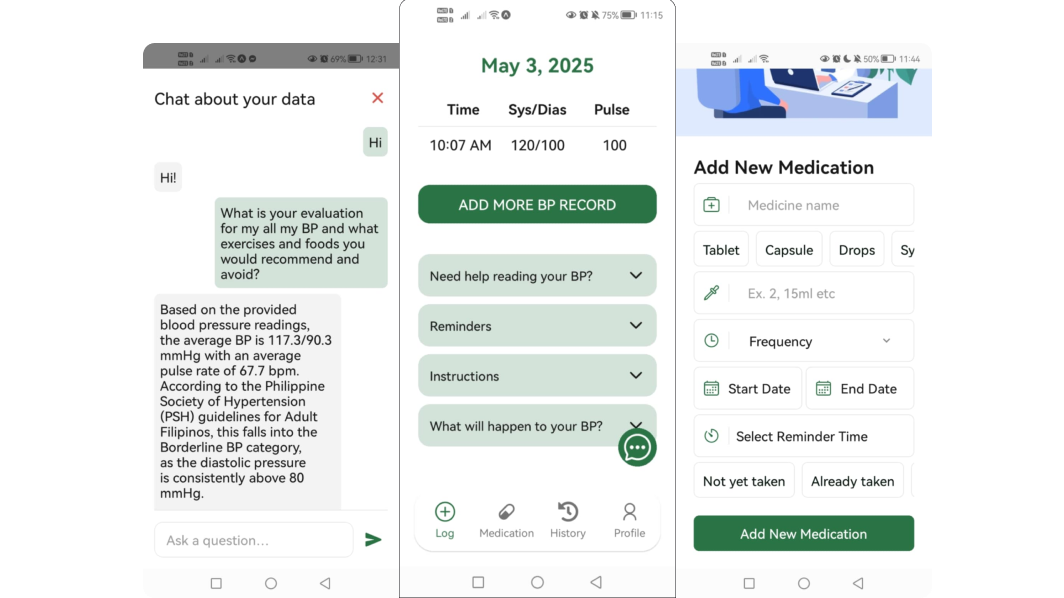 69% 12:31
Chat about your data
Hi
Hi!
What is your evaluation
for my all my BP and what
exercises and foods you
would recommend and
avoid?
Based on the provided
blood pressure readings,
the average BP is 117.3/90.3
mmHg with an average
pulse rate of 67.7 bpm.
According to the Philippine
Society of Hypertension
(PSH) guidelines for Adult
Filipinos, this falls into the
Borderline BP category,
as the diastolic pressure
is consistently above 80
mmHg.
Ask a question...
75% 11:15
May 3, 2025
Time Sys/Dias Pulse
10:07 AM 120/100 100
ADD MORE BP RECORD
Need help reading your BP?
Reminders
Instructions
What will happen to your BP?
Log Medication History Profile
50% 11:44
Add New Medication
Medicine name
Tablet Capsule Drops Sy
Ex. 2, 15ml etc
Frequency
Start Date End Date
Select Reminder Time
Not yet taken Already taken
Add New Medication